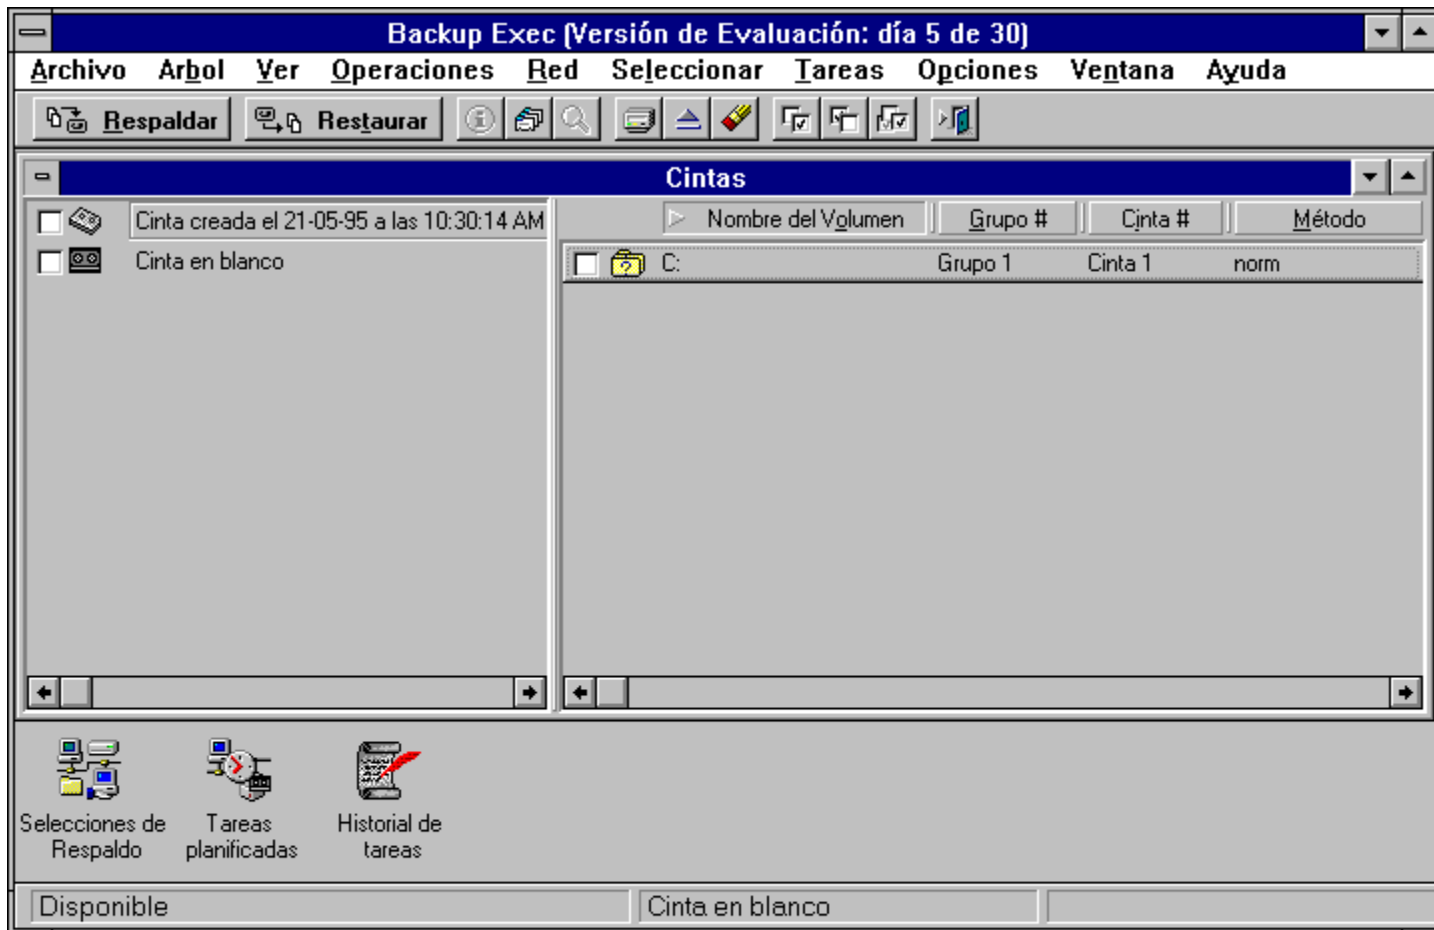 Backup Exec (Versión de Evaluación: día 5 de 30)
Archivo Arbol Ver Operaciones Red Seleccionar Tareas Opciones Ventana Ayuda
Respaldar Restaurar
Cintas
Cinta creada el 21-05-95 a las 10:30:14 AM
Cinta en blanco
Nombre del Volumen Grupo # Cinta # Método
C: Grupo 1 Cinta 1 norm
Selecciones de
Respaldo
Tareas
planificadas
Historial de
tareas
Disponible Cinta en blanco